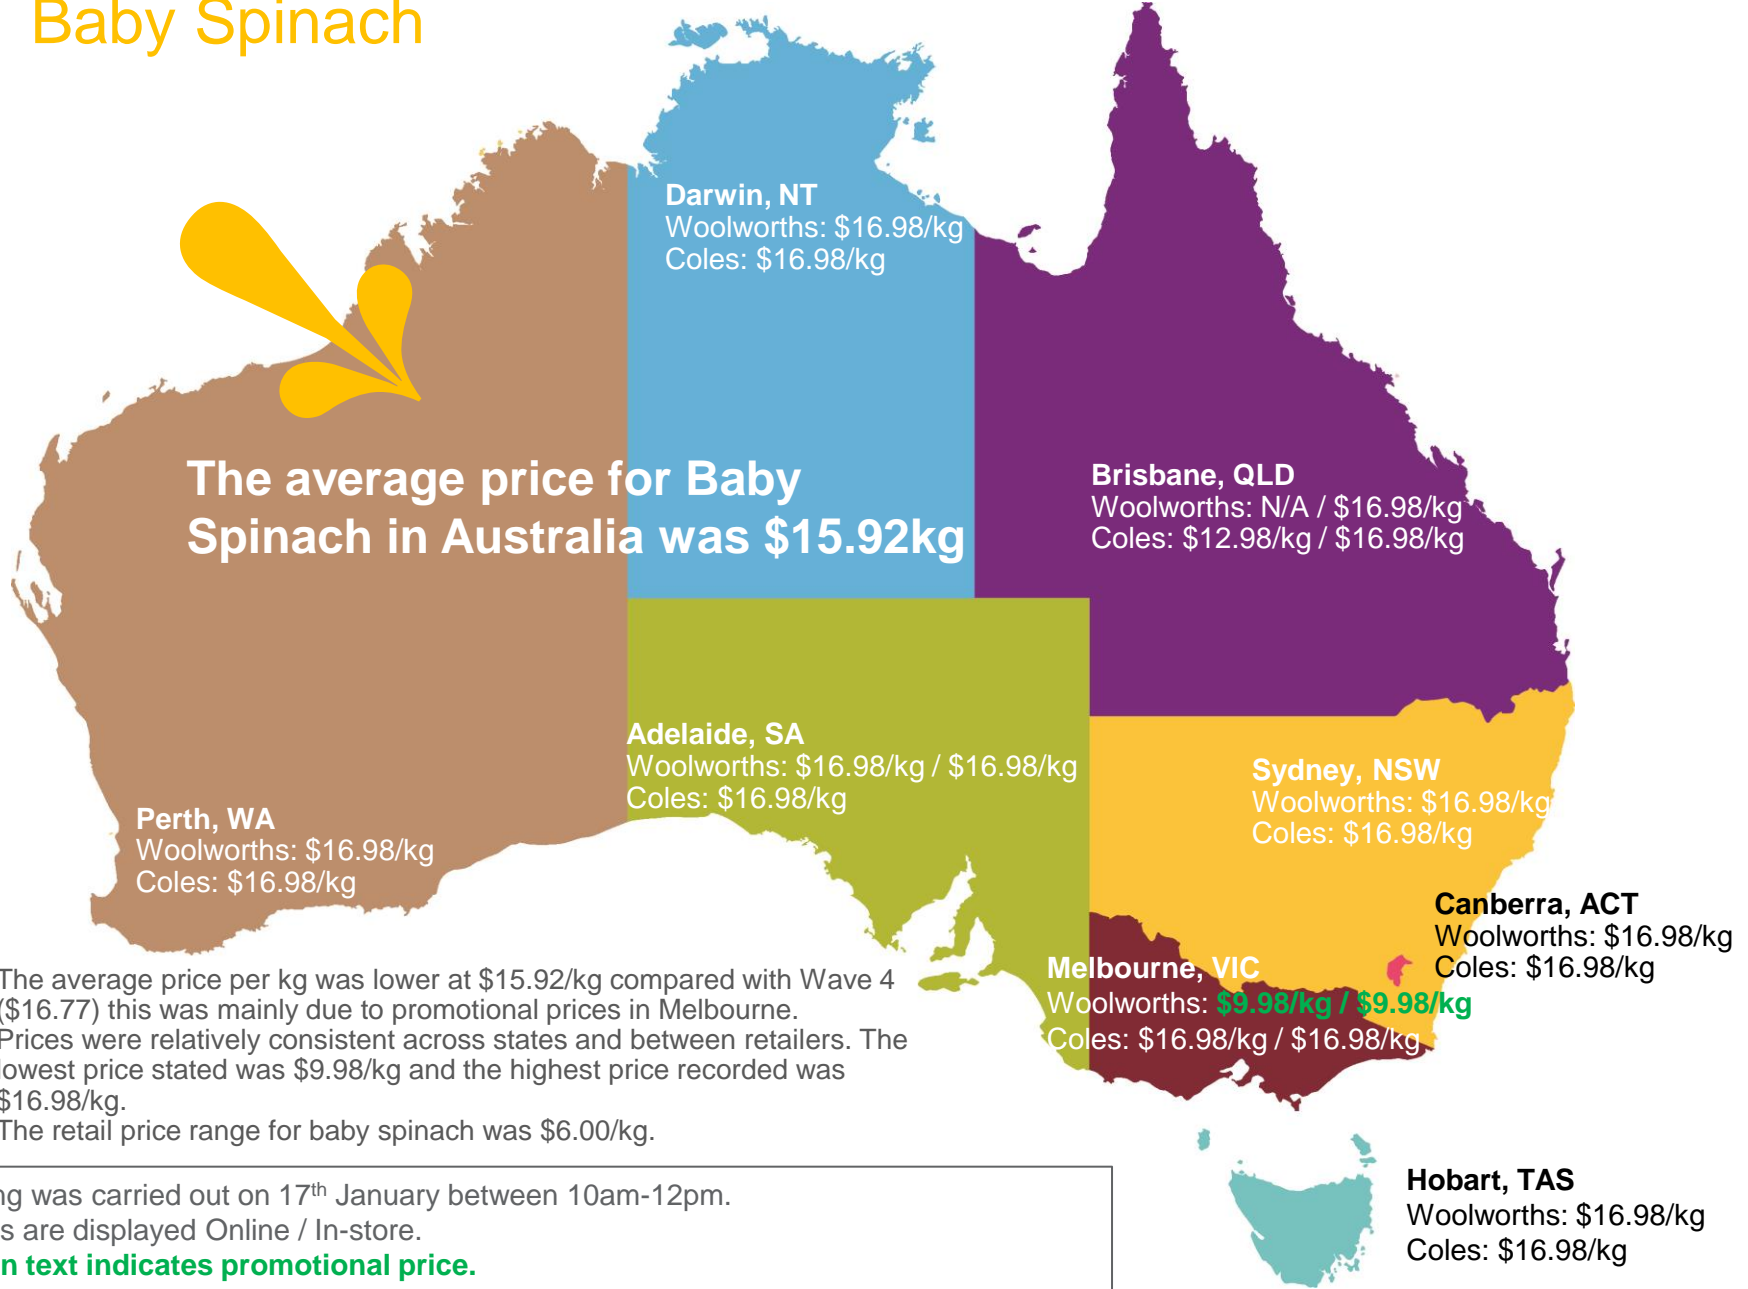 Baby Spinach
Darwin, NT
Woolworths: $16.98/kg
Coles: $16.98/kg
The average price for Baby
Spinach in Australia was $15.92kg
Brisbane, QLD
Woolworths: N/A / $16.98/kg
Coles: $12.98/kg / $16.98/kg
Adelaide, SA
Woolworths: $16.98/kg / $16.98/kg
Coles: $16.98/kg
Sydney, NSW
Woolworths: $16.98/kg
Coles: $16.98/kg
Perth, WA
Woolworths: $16.98/kg
Coles: $16.98/kg
Canberra, ACT
Woolworths: $16.98/kg
Coles: $16.98/kg
Melbourne, VIC
Woolworths: $9.98/kg / $9.98/kg
Coles: $16.98/kg / $16.98/kg
The average price per kg was lower at $15.92/kg compared with Wave 4
($16.77) this was mainly due to promotional prices in Melbourne.
Prices were relatively consistent across states and between retailers. The
lowest price stated was $9.98/kg and the highest price recorded was
$16.98/kg.
The retail price range for baby spinach was $6.00/kg.
ng was carried out on 17th January between 10am-12pm.
s are displayed Online / In-store.
n text indicates promotional price.
Hobart, TAS
Woolworths: $16.98/kg
Coles: $16.98/kg